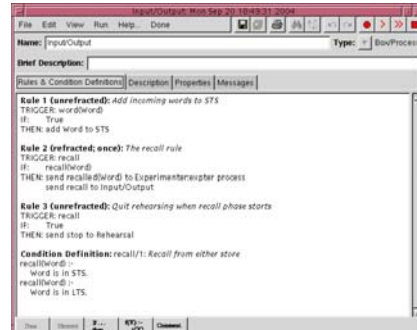 Input/Output: Mon Sep 20 18:49:31 2004
File Edit View Run Help.. Done
Name: Input/Output Type: Box/Process
Brief Description:
Rules & Condition Definitions Description Properties Messages
Rule 1 (unrefracted): Add incoming words to STS
TRIGGER: word(Word)
IF: True
THEN: add Word to STS
Rule 2 (refracted; once): The recall rule
TRIGGER: recall
IF: recall(Word)
THEN: send recalled(Word) to Experimenter:expter process
send recall to Input/Output
Rule 3 (unrefracted): Quit rehearsing when recall phase starts
TRIGGER: recall
IF: True
THEN: send stop to Rehearsal
Condition Definition: recall/1: Recall from either store
recall(Word) :-
Word is in STS.
recall(Word) :-
Word is in LTS.
Comment